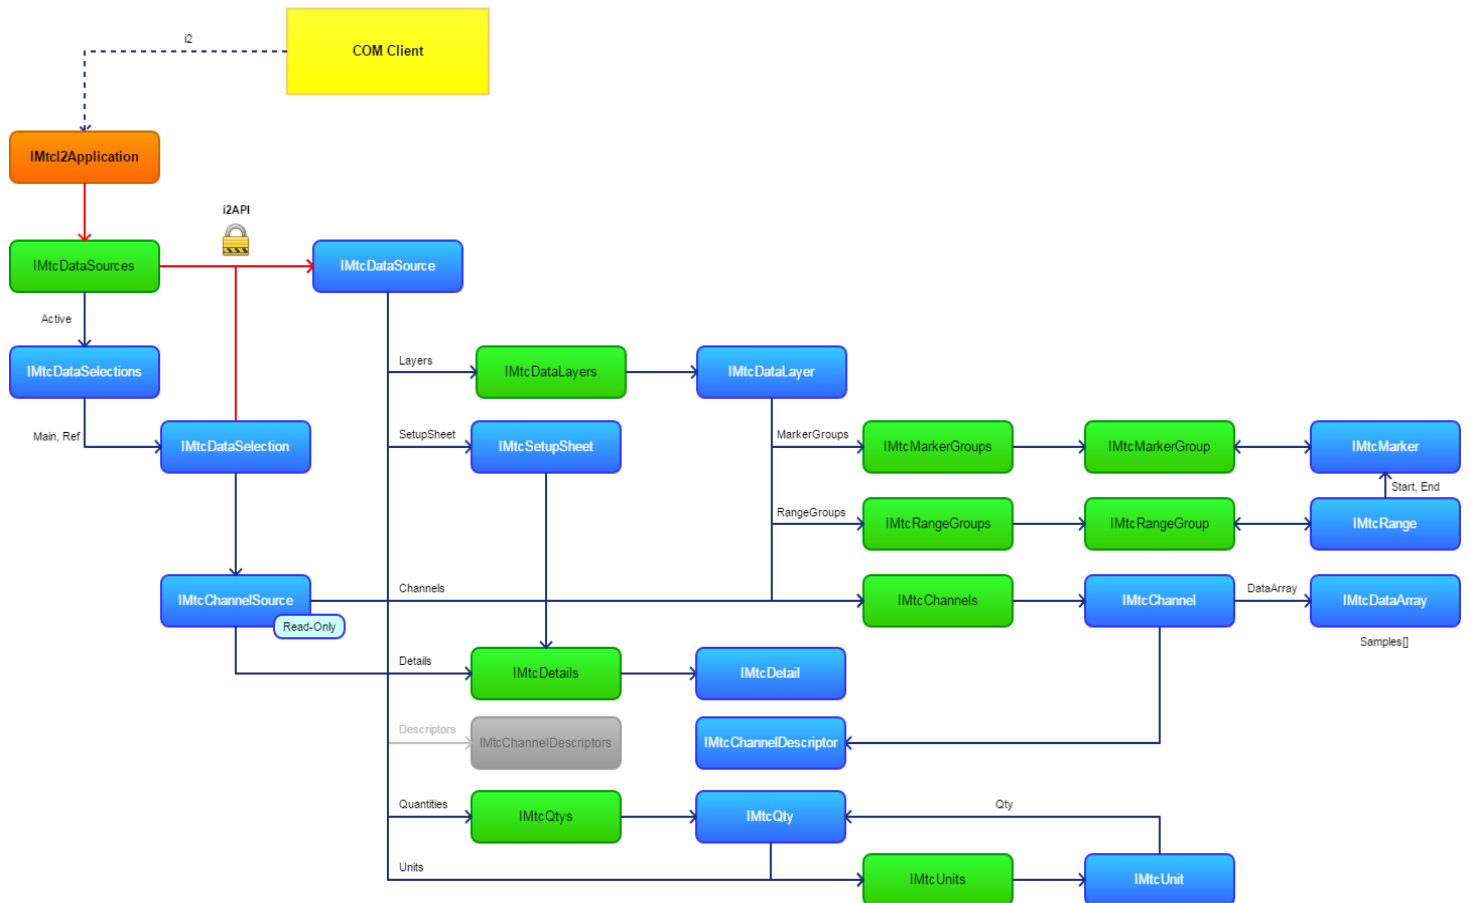 i2
COM Client
IMtcI2Application
i2API
IMtcDataSources
IMtcDataSource
Active
Layers
IMtcDataSelections
IMtcDataLayers
IMtcDataLayer
Main, Ref
SetupSheet
MarkerGroups
IMtcDataSelection
IMtcSetupSheet
IMtcMarkerGroups
IMtcMarkerGroup
IMtcMarker
Start, End
RangeGroups
IMtcRangeGroups
IMtcRangeGroup
IMtcRange
Channels
DataArray
IMtcChannelSource
IMtcChannels
IMtcChannel
IMtcDataArray
Read-Only
Samples[]
Details
IMtcDetails
IMtcDetail
Descriptors
IMtcChannelDescriptors
IMtcChannelDescriptor
Quantities
Qty
IMtcQtys
IMtcQty
Units
IMtcUnits
IMtcUnit